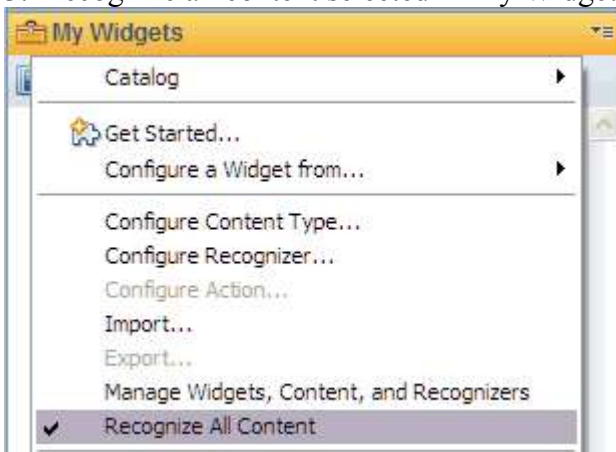 My Widgets
Catalog
Get Started...
Configure a Widget from...
Configure Content Type...
Configure Recognizer...
Configure Action...
Import...
Export...
Manage Widgets, Content, and Recognizers
Recognize All Content